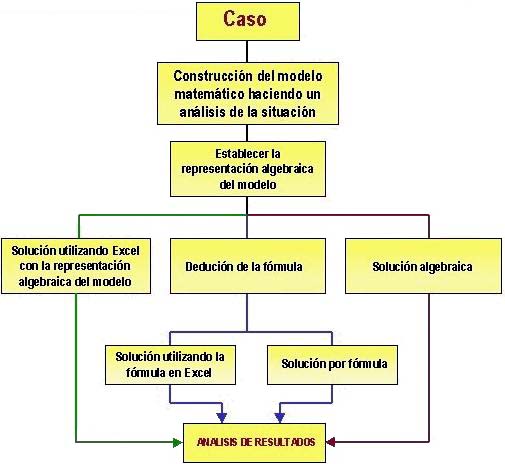 Caso
Construcción del modelo
matemático haciendo un
análisis de la situación
Establecer la
representación algebraica
del modelo
Solución utilizando Excel
con la representación
algebraica del modelo
Dedución de la fórmula
Solución algebraica
Solución utilizando la
fórmula en Excel
Solución por fórmula
ANALISIS DE RESULTADOS